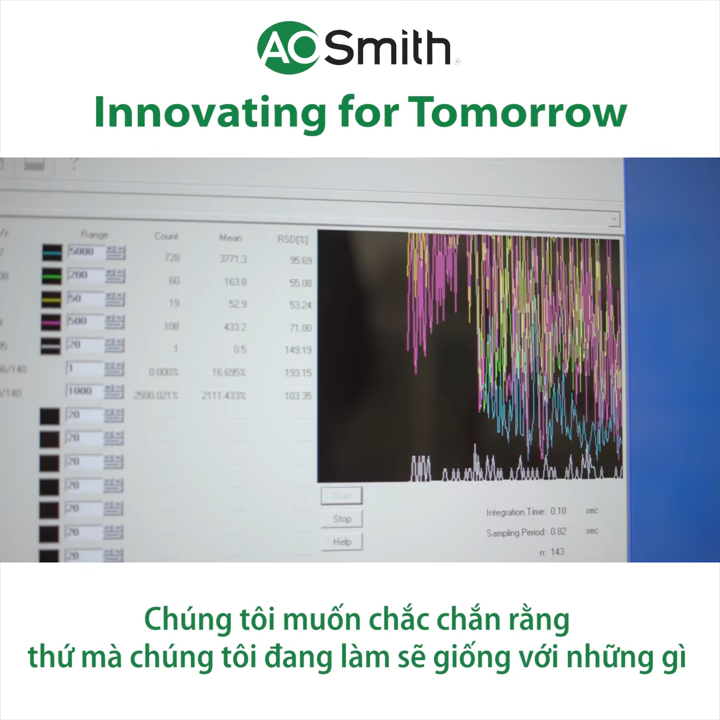 AO Smith
Innovating for Tomorrow
Range Count Mean RSD[%]
5000 728 3771.3 95.69
200 60 163.8 55.08
50 19 52.9 53.24
500 108 433.2 71.00
20 1 0.5 149.19
/140 1 0.000% 16.695% 193.15
/140 1000 2500.021% 2111.433% 103.35
20
20
20
20
20
20
20
Start
Stop
Help
Integration Time: 0.10 sec
Sampling Period: 0.82 sec
n: 143
Chúng tôi muốn chắc chắn rằng
thứ mà chúng tôi đang làm sẽ giống với những gì